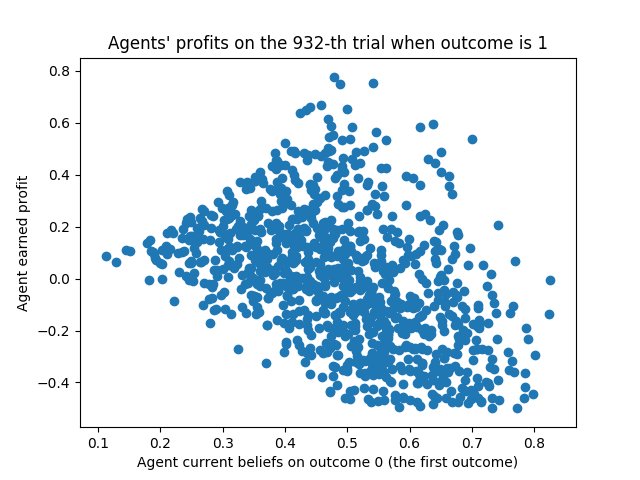 Agents' profits on the 932-th trial when outcome is 1
Agent earned profit
0.8
0.6
0.4
0.2
0.0
−0.2
−0.4
0.1 0.2 0.3 0.4 0.5 0.6 0.7 0.8
Agent current beliefs on outcome 0 (the first outcome)